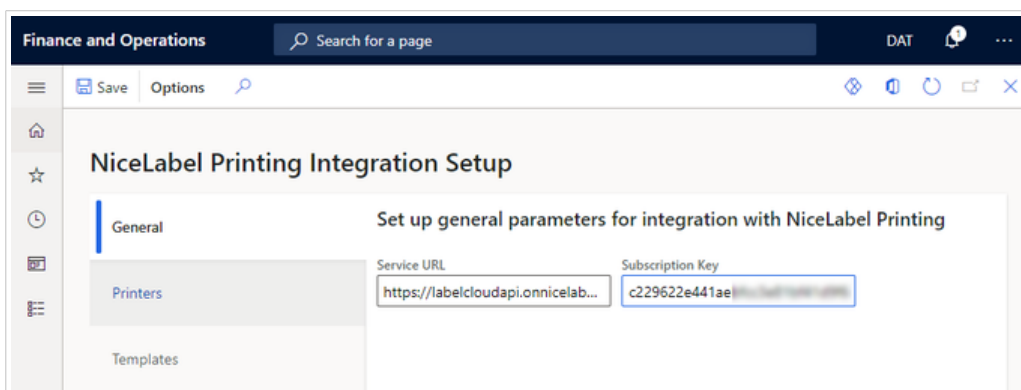 Finance and Operations
Search for a page
DAT
1
Save Options
NiceLabel Printing Integration Setup
General
Printers
Templates
Set up general parameters for integration with NiceLabel Printing
Service URL Subscription Key
https://labelcloudapi.onnicelab... c229622e441ae